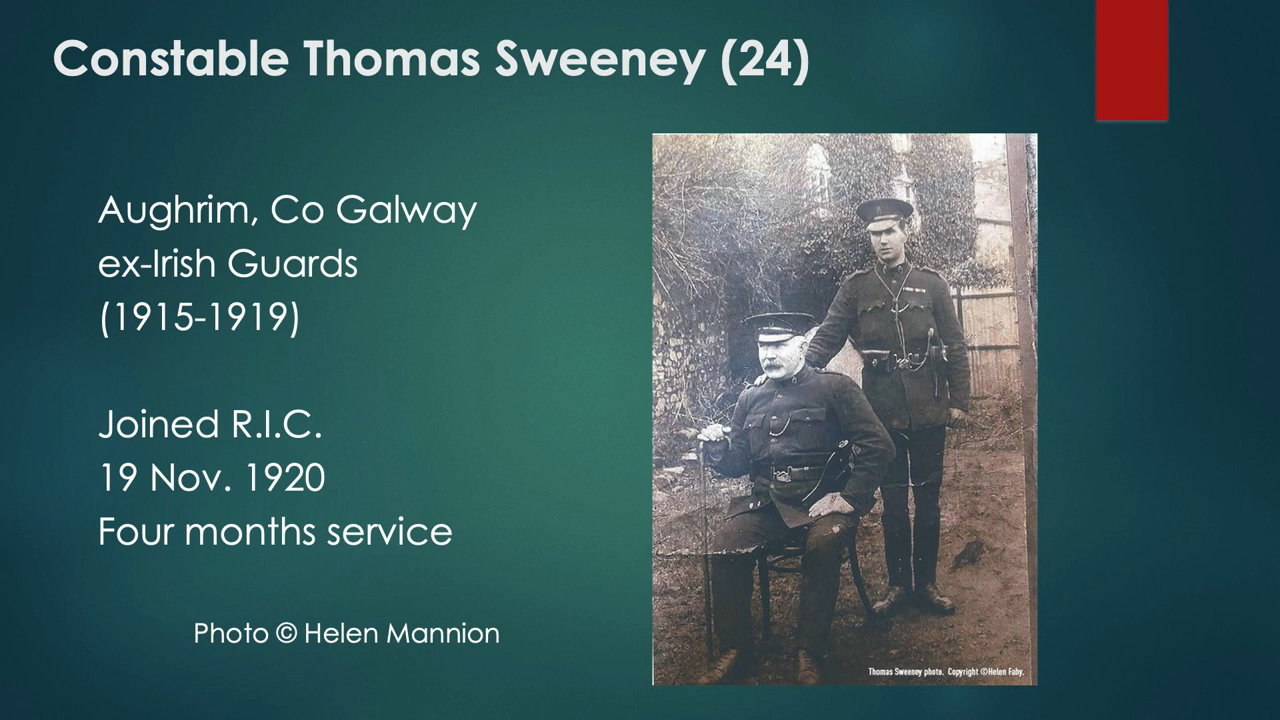 Constable Thomas Sweeney (24)
Aughrim, Co Galway
ex-Irish Guards
(1915-1919)
Joined R.I.C.
19 Nov. 1920
Four months service
Photo © Helen Mannion
Thomas Sweeney photo. Copyright ©Helen Fahy.